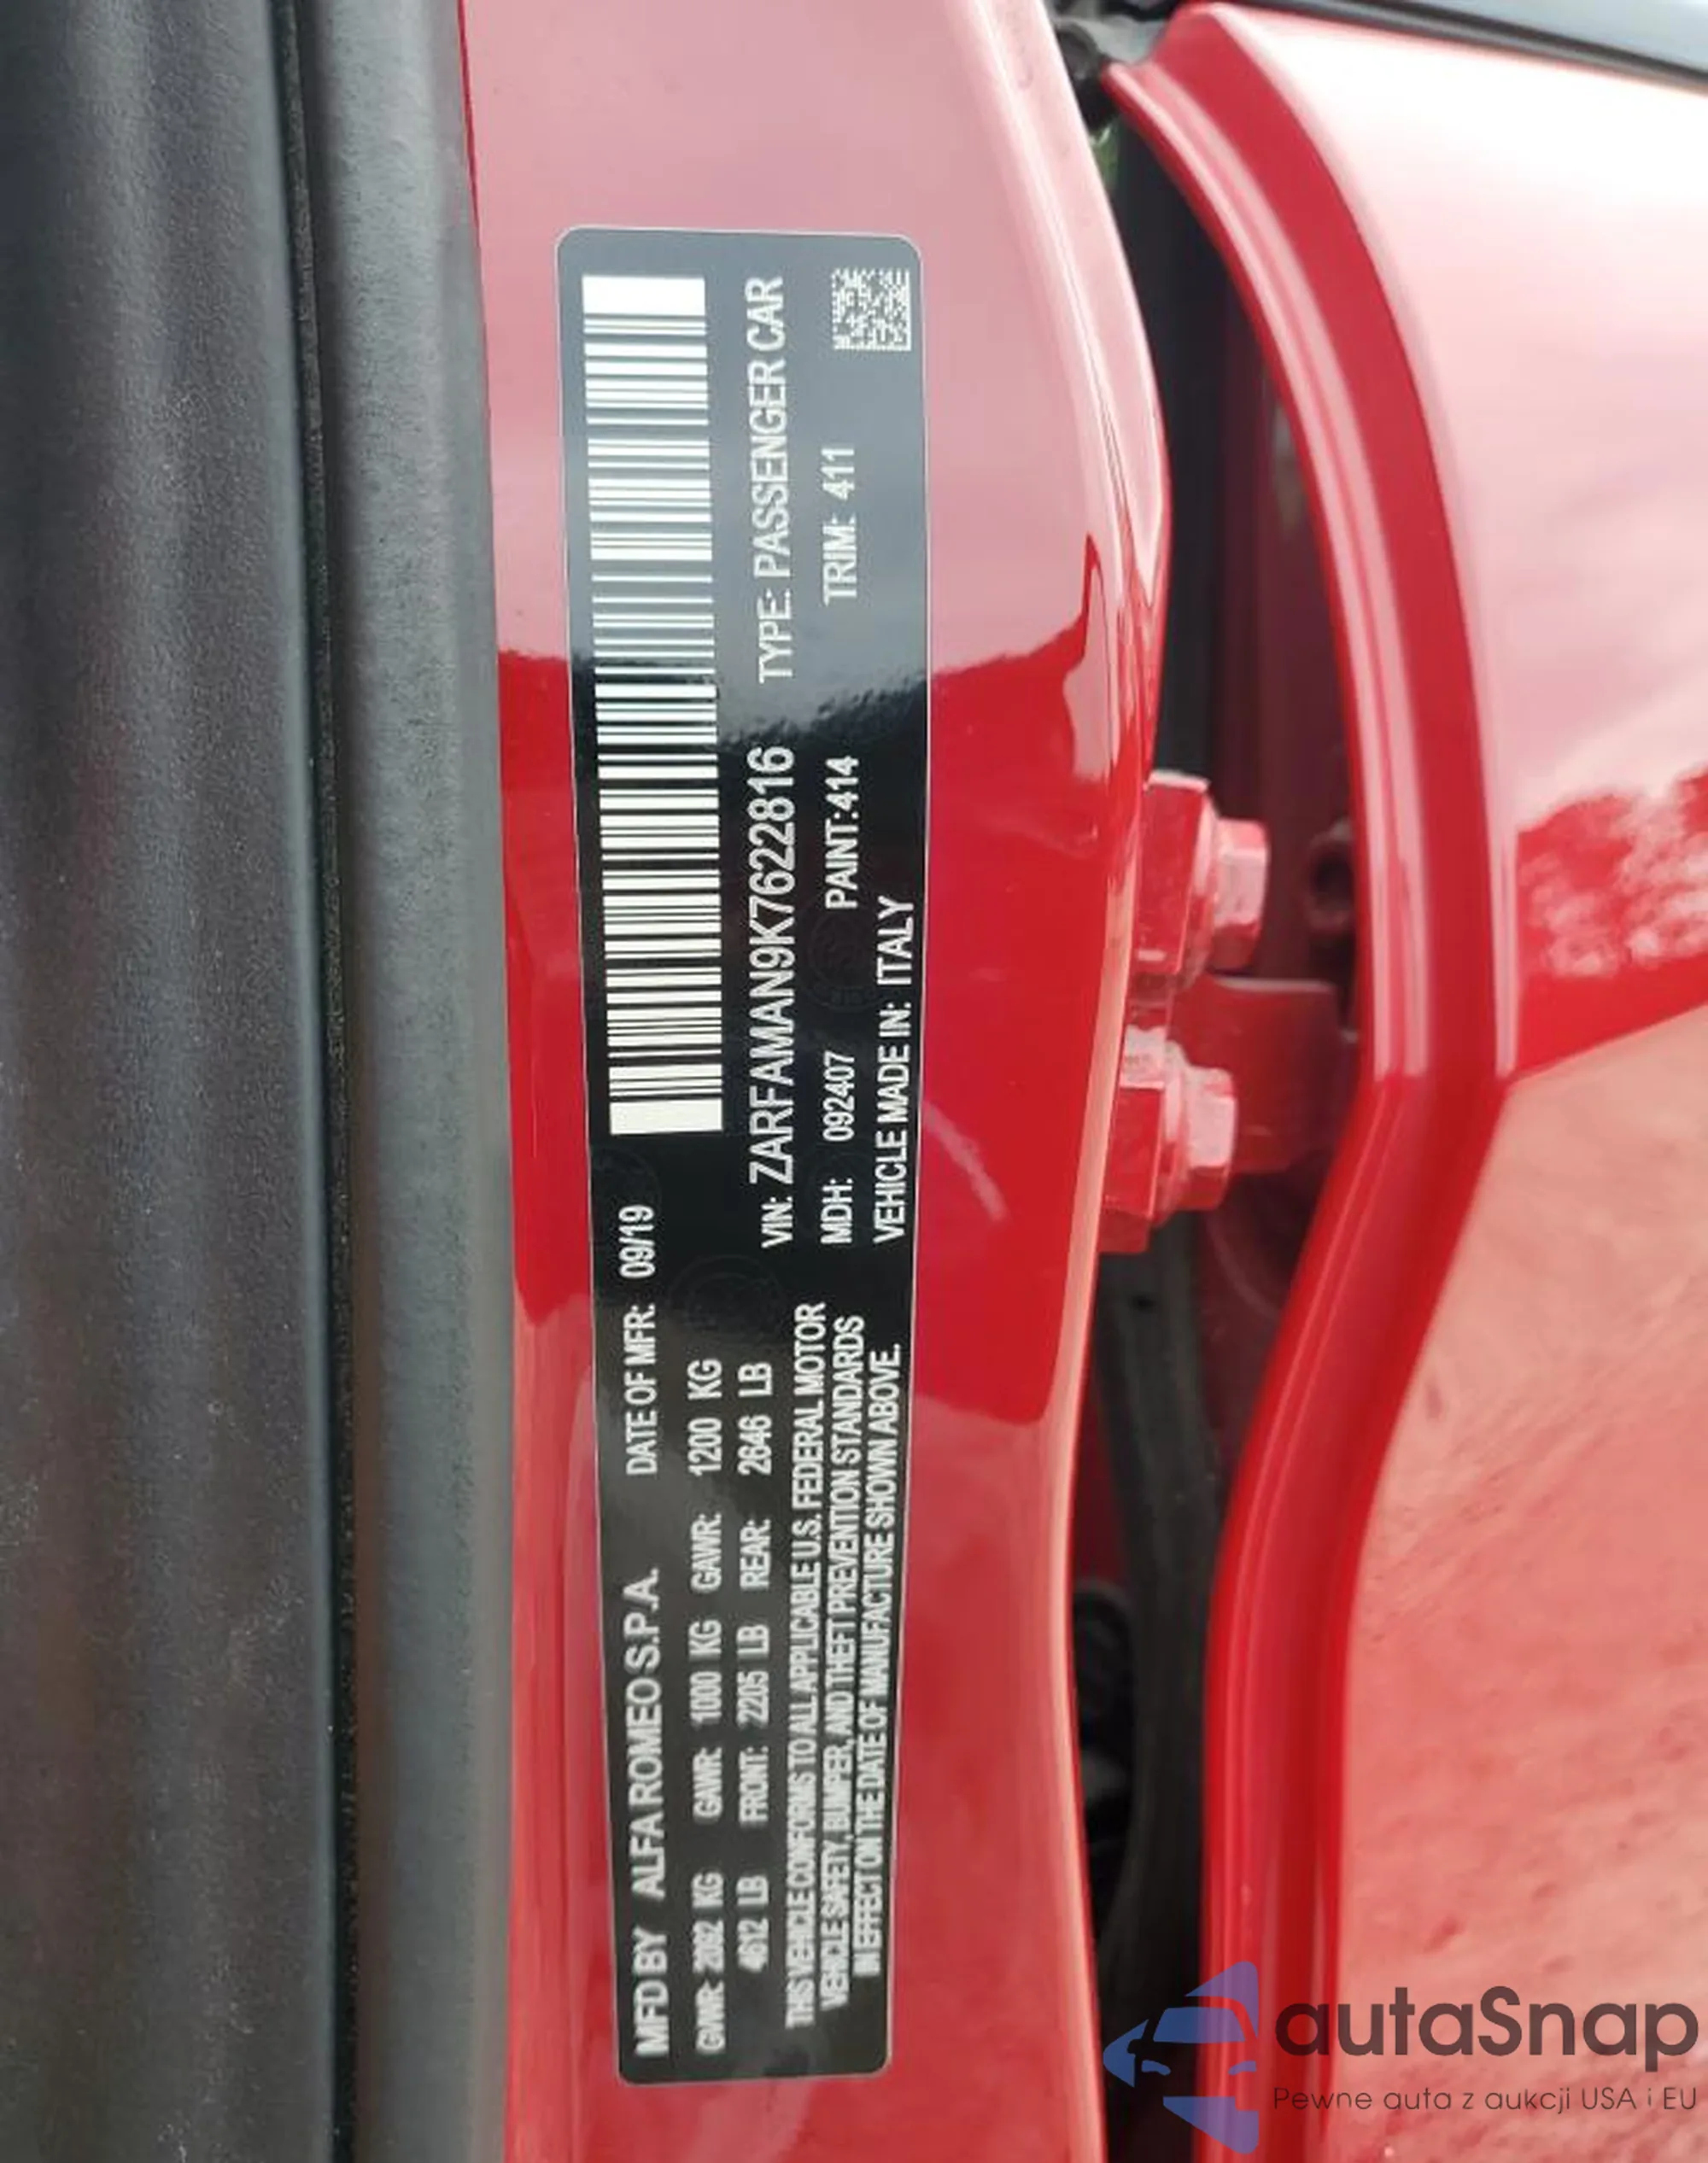 MFD BY ALFA ROMEO S.P.A. DATE OF MFR: 09/19
GVWR: 2092 KG GAWR: 1000 KG GAWR: 1200 KG
4612 LB FRONT: 2205 LB REAR: 2646 LB
THIS VEHICLE CONFORMS TO ALL APPLICABLE U.S. FEDERAL MOTOR
VEHICLE SAFETY, BUMPER, AND THEFT PREVENTION STANDARDS
IN EFFECT ON THE DATE OF MANUFACTURE SHOWN ABOVE.
VIN: ZARFAMAN9K7622816 TYPE: PASSENGER CAR
MDH: 092407 PAINT:414 TRIM: 411
VEHICLE MADE IN: ITALY
autaSnap
Pewne auta z aukcji USA i EU